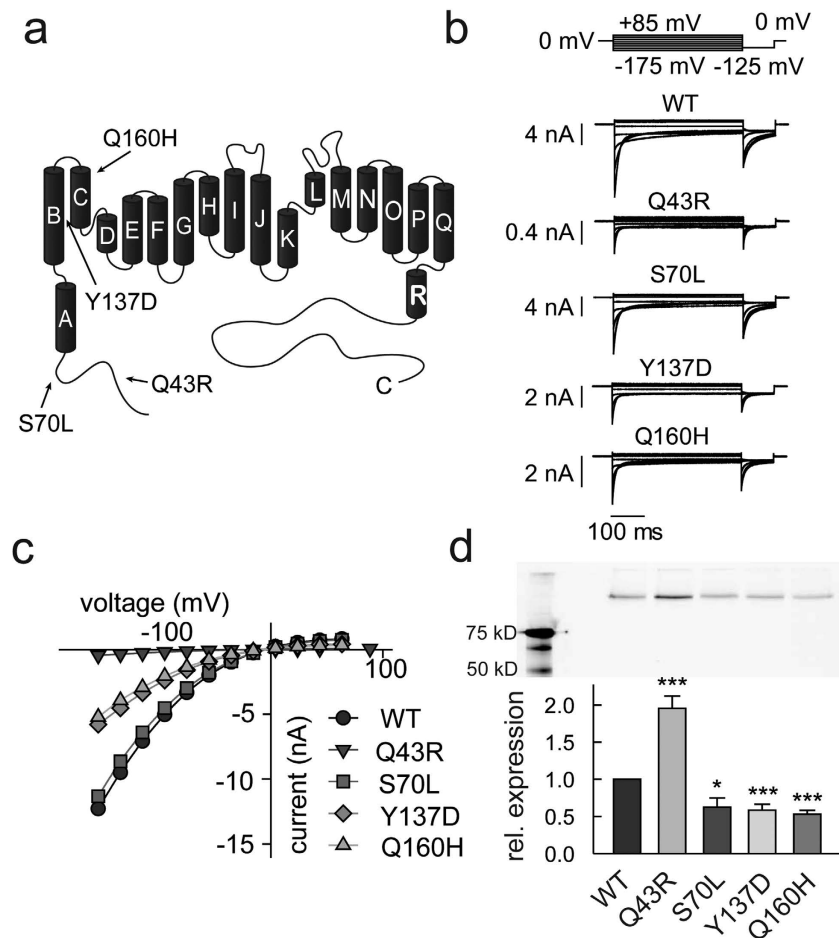 a
Q160H
B
C
D
E
F
G
H
I
J
K
L
M
N
O
P
Q
R
A
Y137D
Q43R
S70L
C
b
+85 mV
0 mV
0 mV
-175 mV
-125 mV
WT
4 nA
Q43R
0.4 nA
S70L
4 nA
Y137D
2 nA
Q160H
2 nA
100 ms
c
voltage (mV)
-100
100
-5
-10
-15
current (nA)
WT
Q43R
S70L
Y137D
Q160H
d
75 kD
50 kD
rel. expression
2.0
1.5
1.0
0.5
0.0
***
*
***
***
WT
Q43R
S70L
Y137D
Q160H